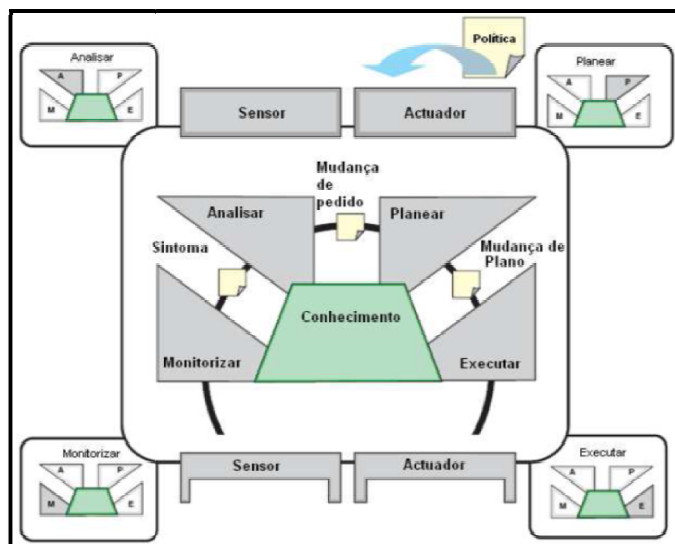 Política
Analisar
A
P
M
E
Planear
A
P
M
E
Sensor
Actuador
Mudança
de
pedido
Analisar
Planear
Sintoma
Mudança de
Plano
Conhecimento
Monitorizar
Executar
Monitorizar
A
P
M
E
Sensor
Actuador
Executar
A
P
M
E